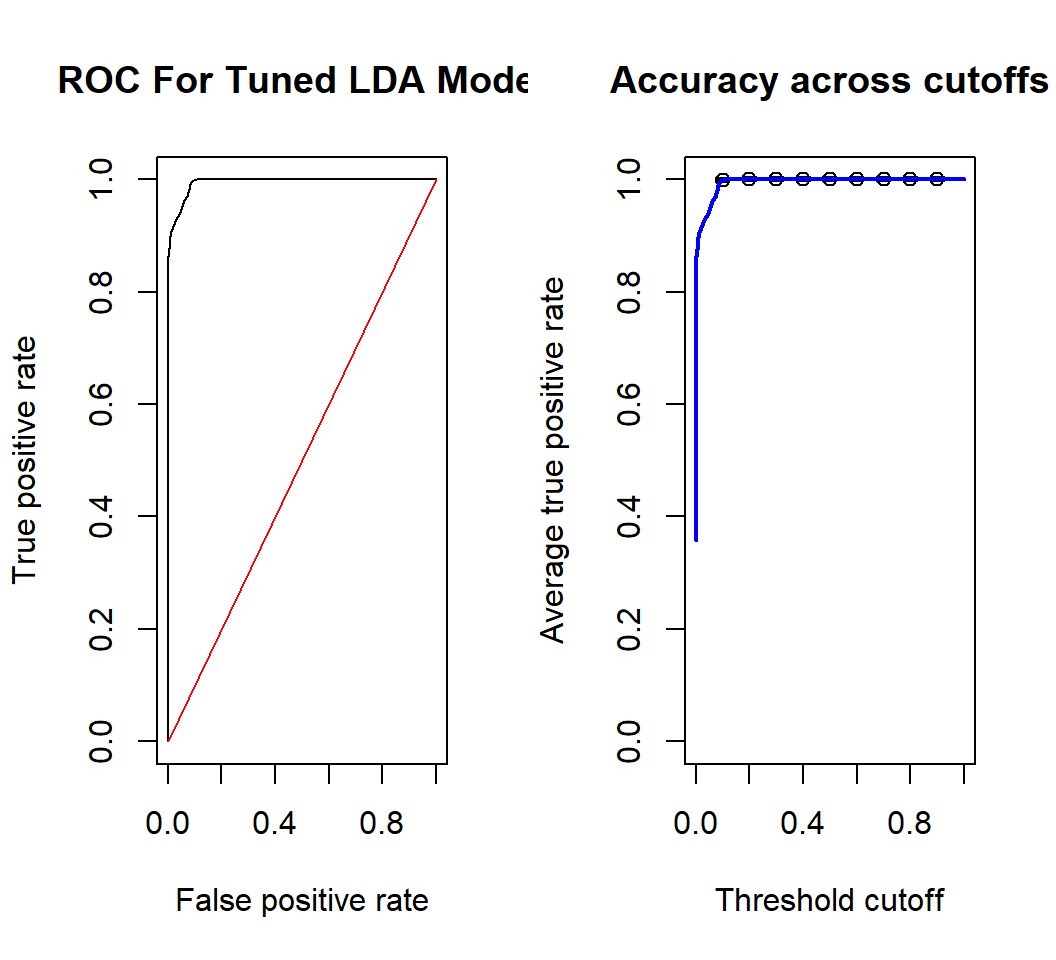 ROC For Tuned LDA Mode
True positive rate
1.0
0.8
0.6
0.4
0.2
0.0
0.0 0.4 0.8
False positive rate
Accuracy across cutoffs
Average true positive rate
1.0
0.8
0.6
0.4
0.2
0.0
0.0 0.4 0.8
Threshold cutoff